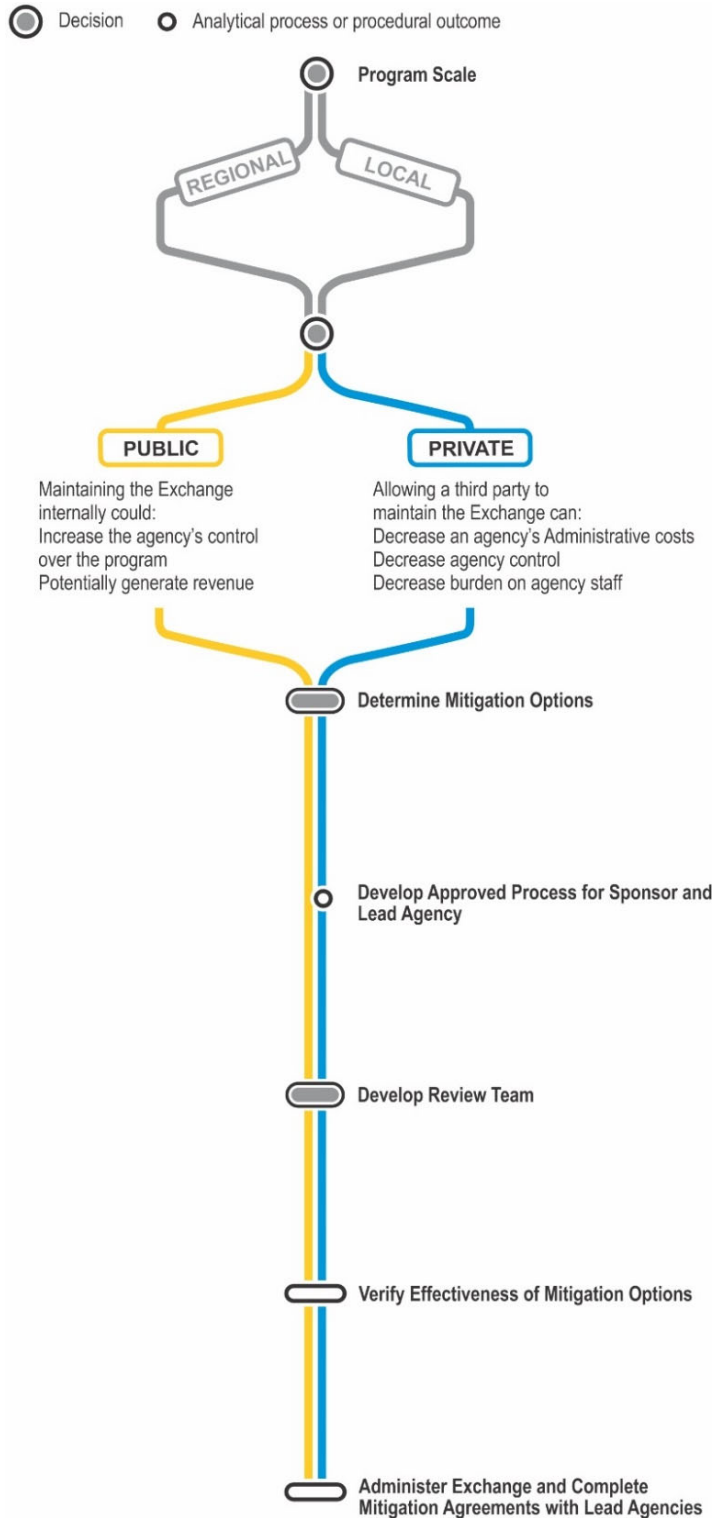 Decision
Analytical process or procedural outcome
Program Scale
REGIONAL
LOCAL
PUBLIC
Maintaining the Exchange
internally could:
Increase the agency’s control
over the program
Potentially generate revenue
PRIVATE
Allowing a third party to
maintain the Exchange can:
Decrease an agency’s Administrative costs
Decrease agency control
Decrease burden on agency staff
Determine Mitigation Options
Develop Approved Process for Sponsor and
Lead Agency
Develop Review Team
Verify Effectiveness of Mitigation Options
Administer Exchange and Complete
Mitigation Agreements with Lead Agencies